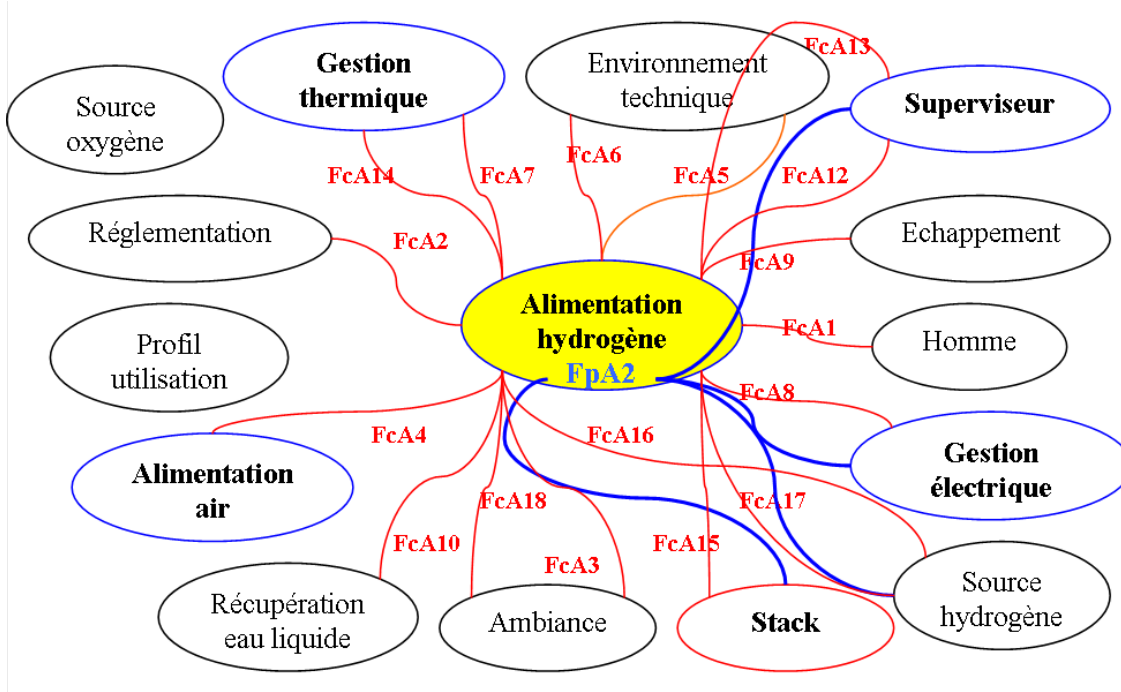 FcA13
Gestion
thermique
Environnement
technique
Source
oxygène
Superviseur
FcA6
FcA14
FcA7
FcA5
FcA12
Réglementation
FcA2
Echappement
FcA9
Alimentation
hydrogène
FpA2
FcA1
Homme
Profil
utilisation
FcA8
FcA4
FcA16
Gestion
électrique
Alimentation
air
FcA18
FcA17
FcA10
FcA15
FcA3
Source
hydrogène
Récupération
eau liquide
Ambiance
Stack